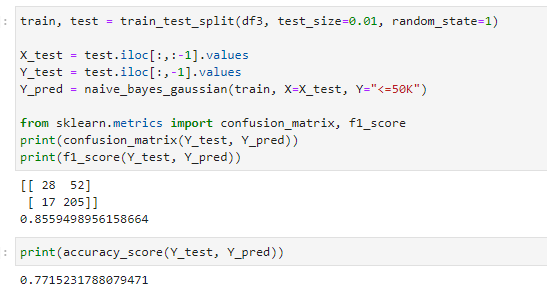 : train, test = train_test_split(df3, test_size=0.01, random_state=1)
X_test = test.iloc[:,:-1].values
Y_test = test.iloc[:,-1].values
Y_pred = naive_bayes_gaussian(train, X=X_test, Y="<=50K")
from sklearn.metrics import confusion_matrix, f1_score
print(confusion_matrix(Y_test, Y_pred))
print(f1_score(Y_test, Y_pred))
[[ 28  52]
 [ 17 205]]
0.8559498956158664
: print(accuracy_score(Y_test, Y_pred))
0.7715231788079471